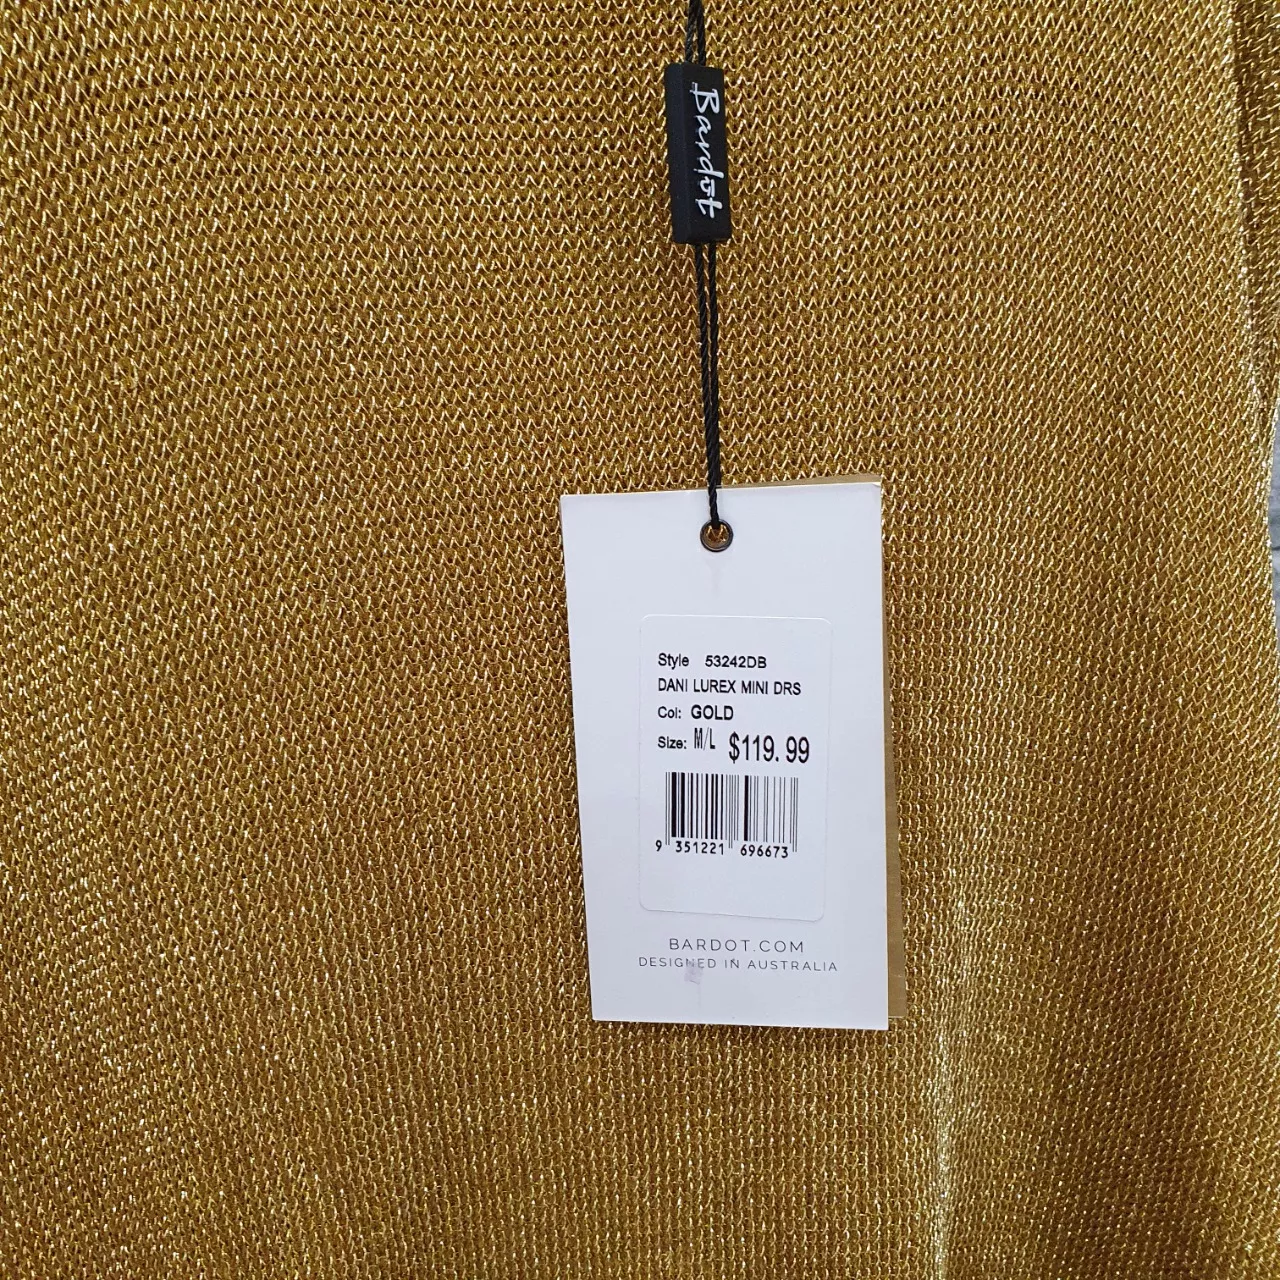 Bardot
Style 53242DB
DANI LUREX MINI DRS
Col: GOLD
Size: M/L $119.99
9 351221 696673
BARDOT.COM
DESIGNED IN AUSTRALIA